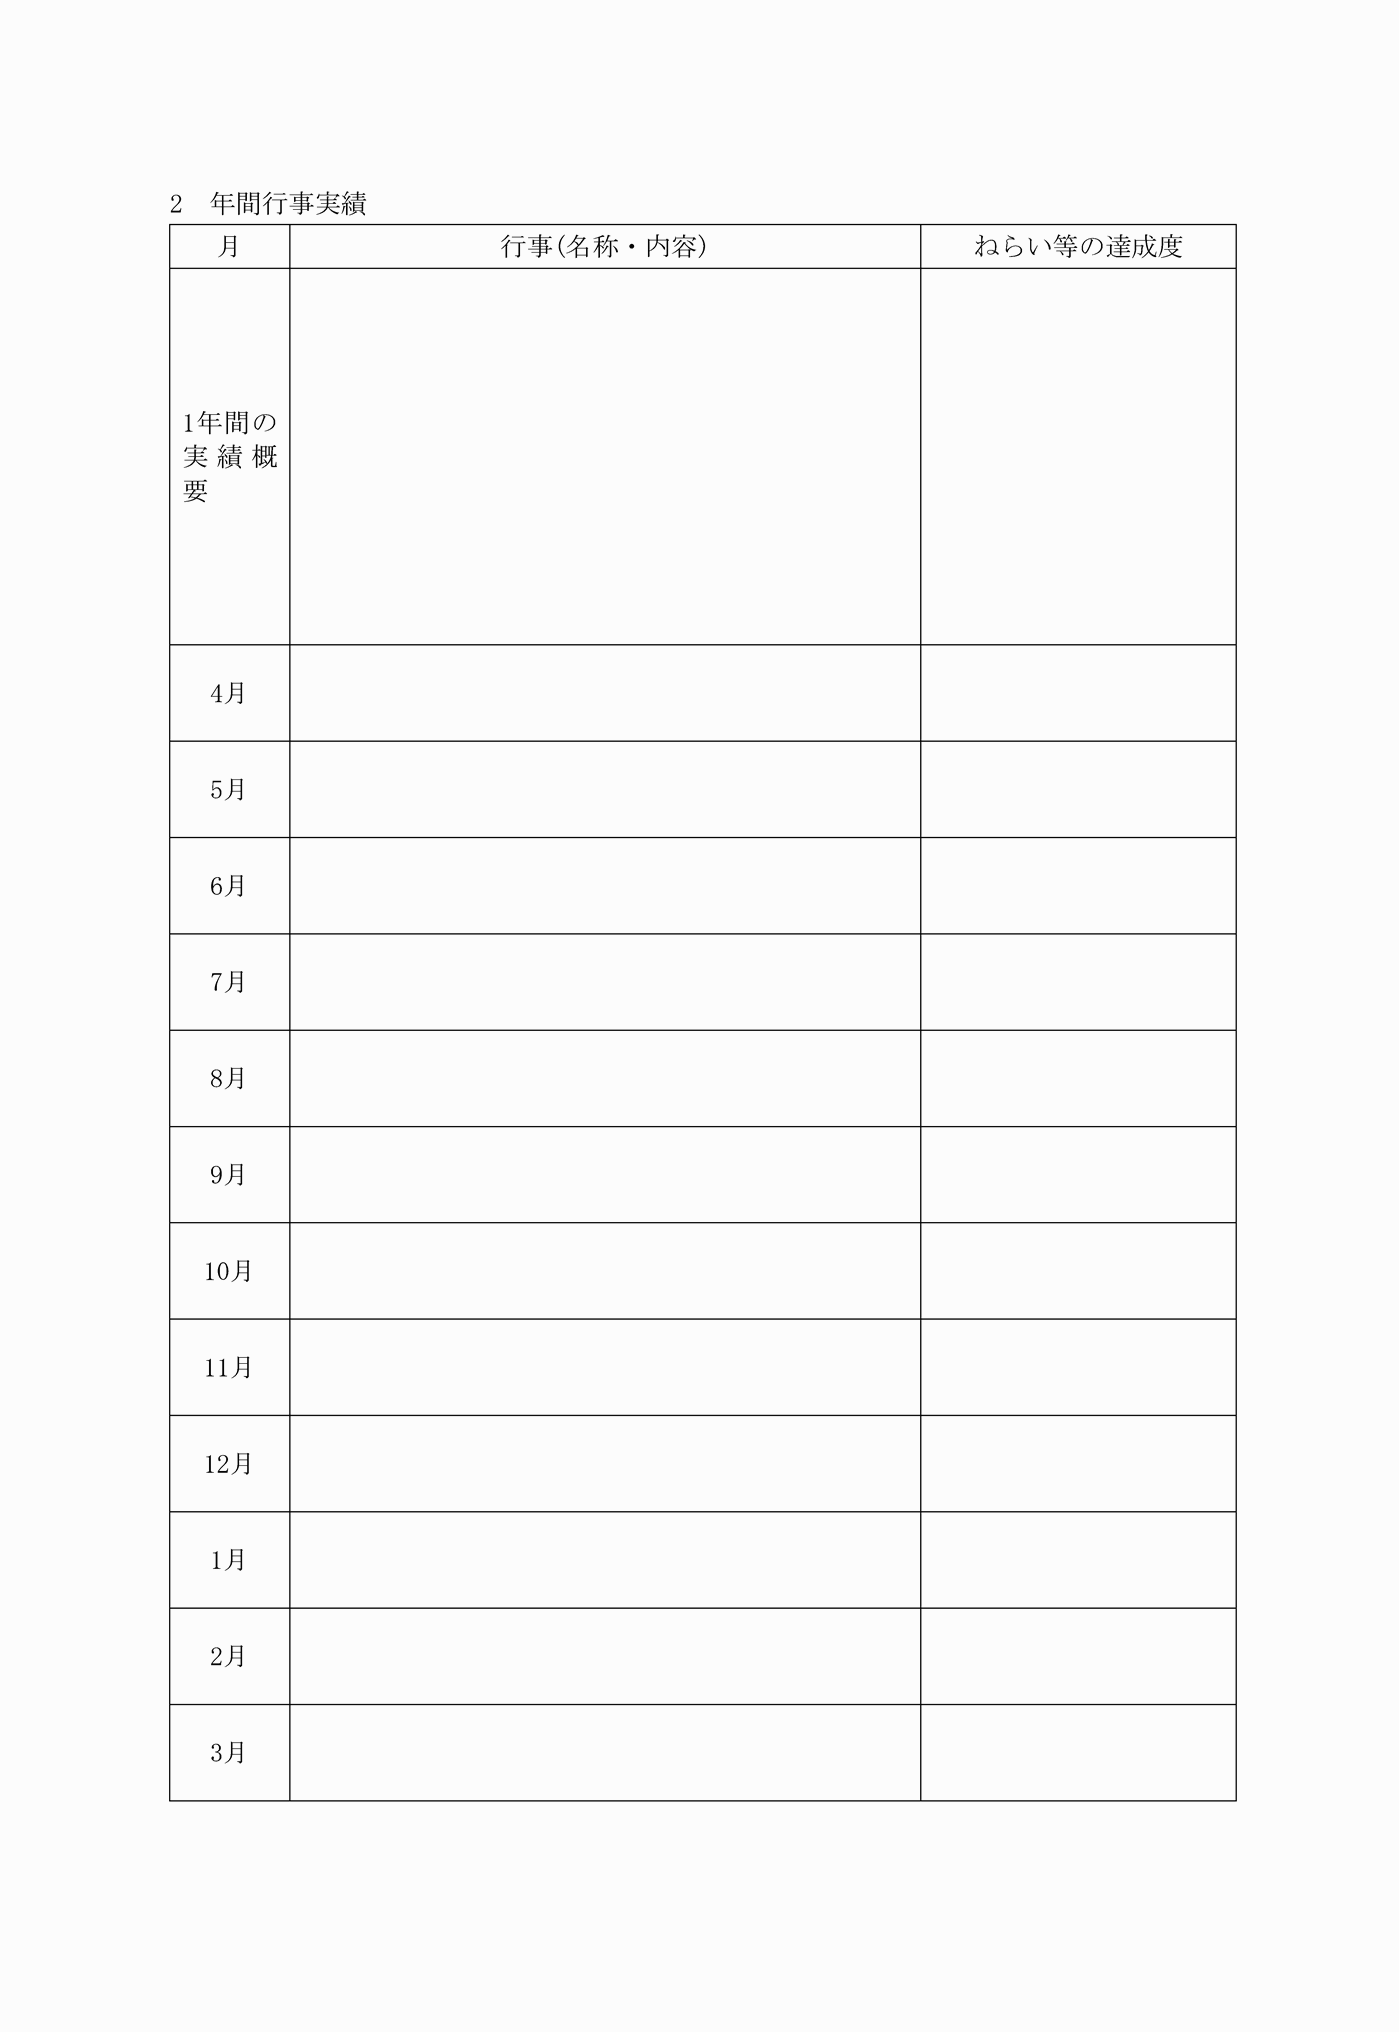 2　年間行事実績
月　行事(名称・内容)　ねらい等の達成度
1年間の
実績概
要
4月
5月
6月
7月
8月
9月
10月
11月
12月
1月
2月
3月